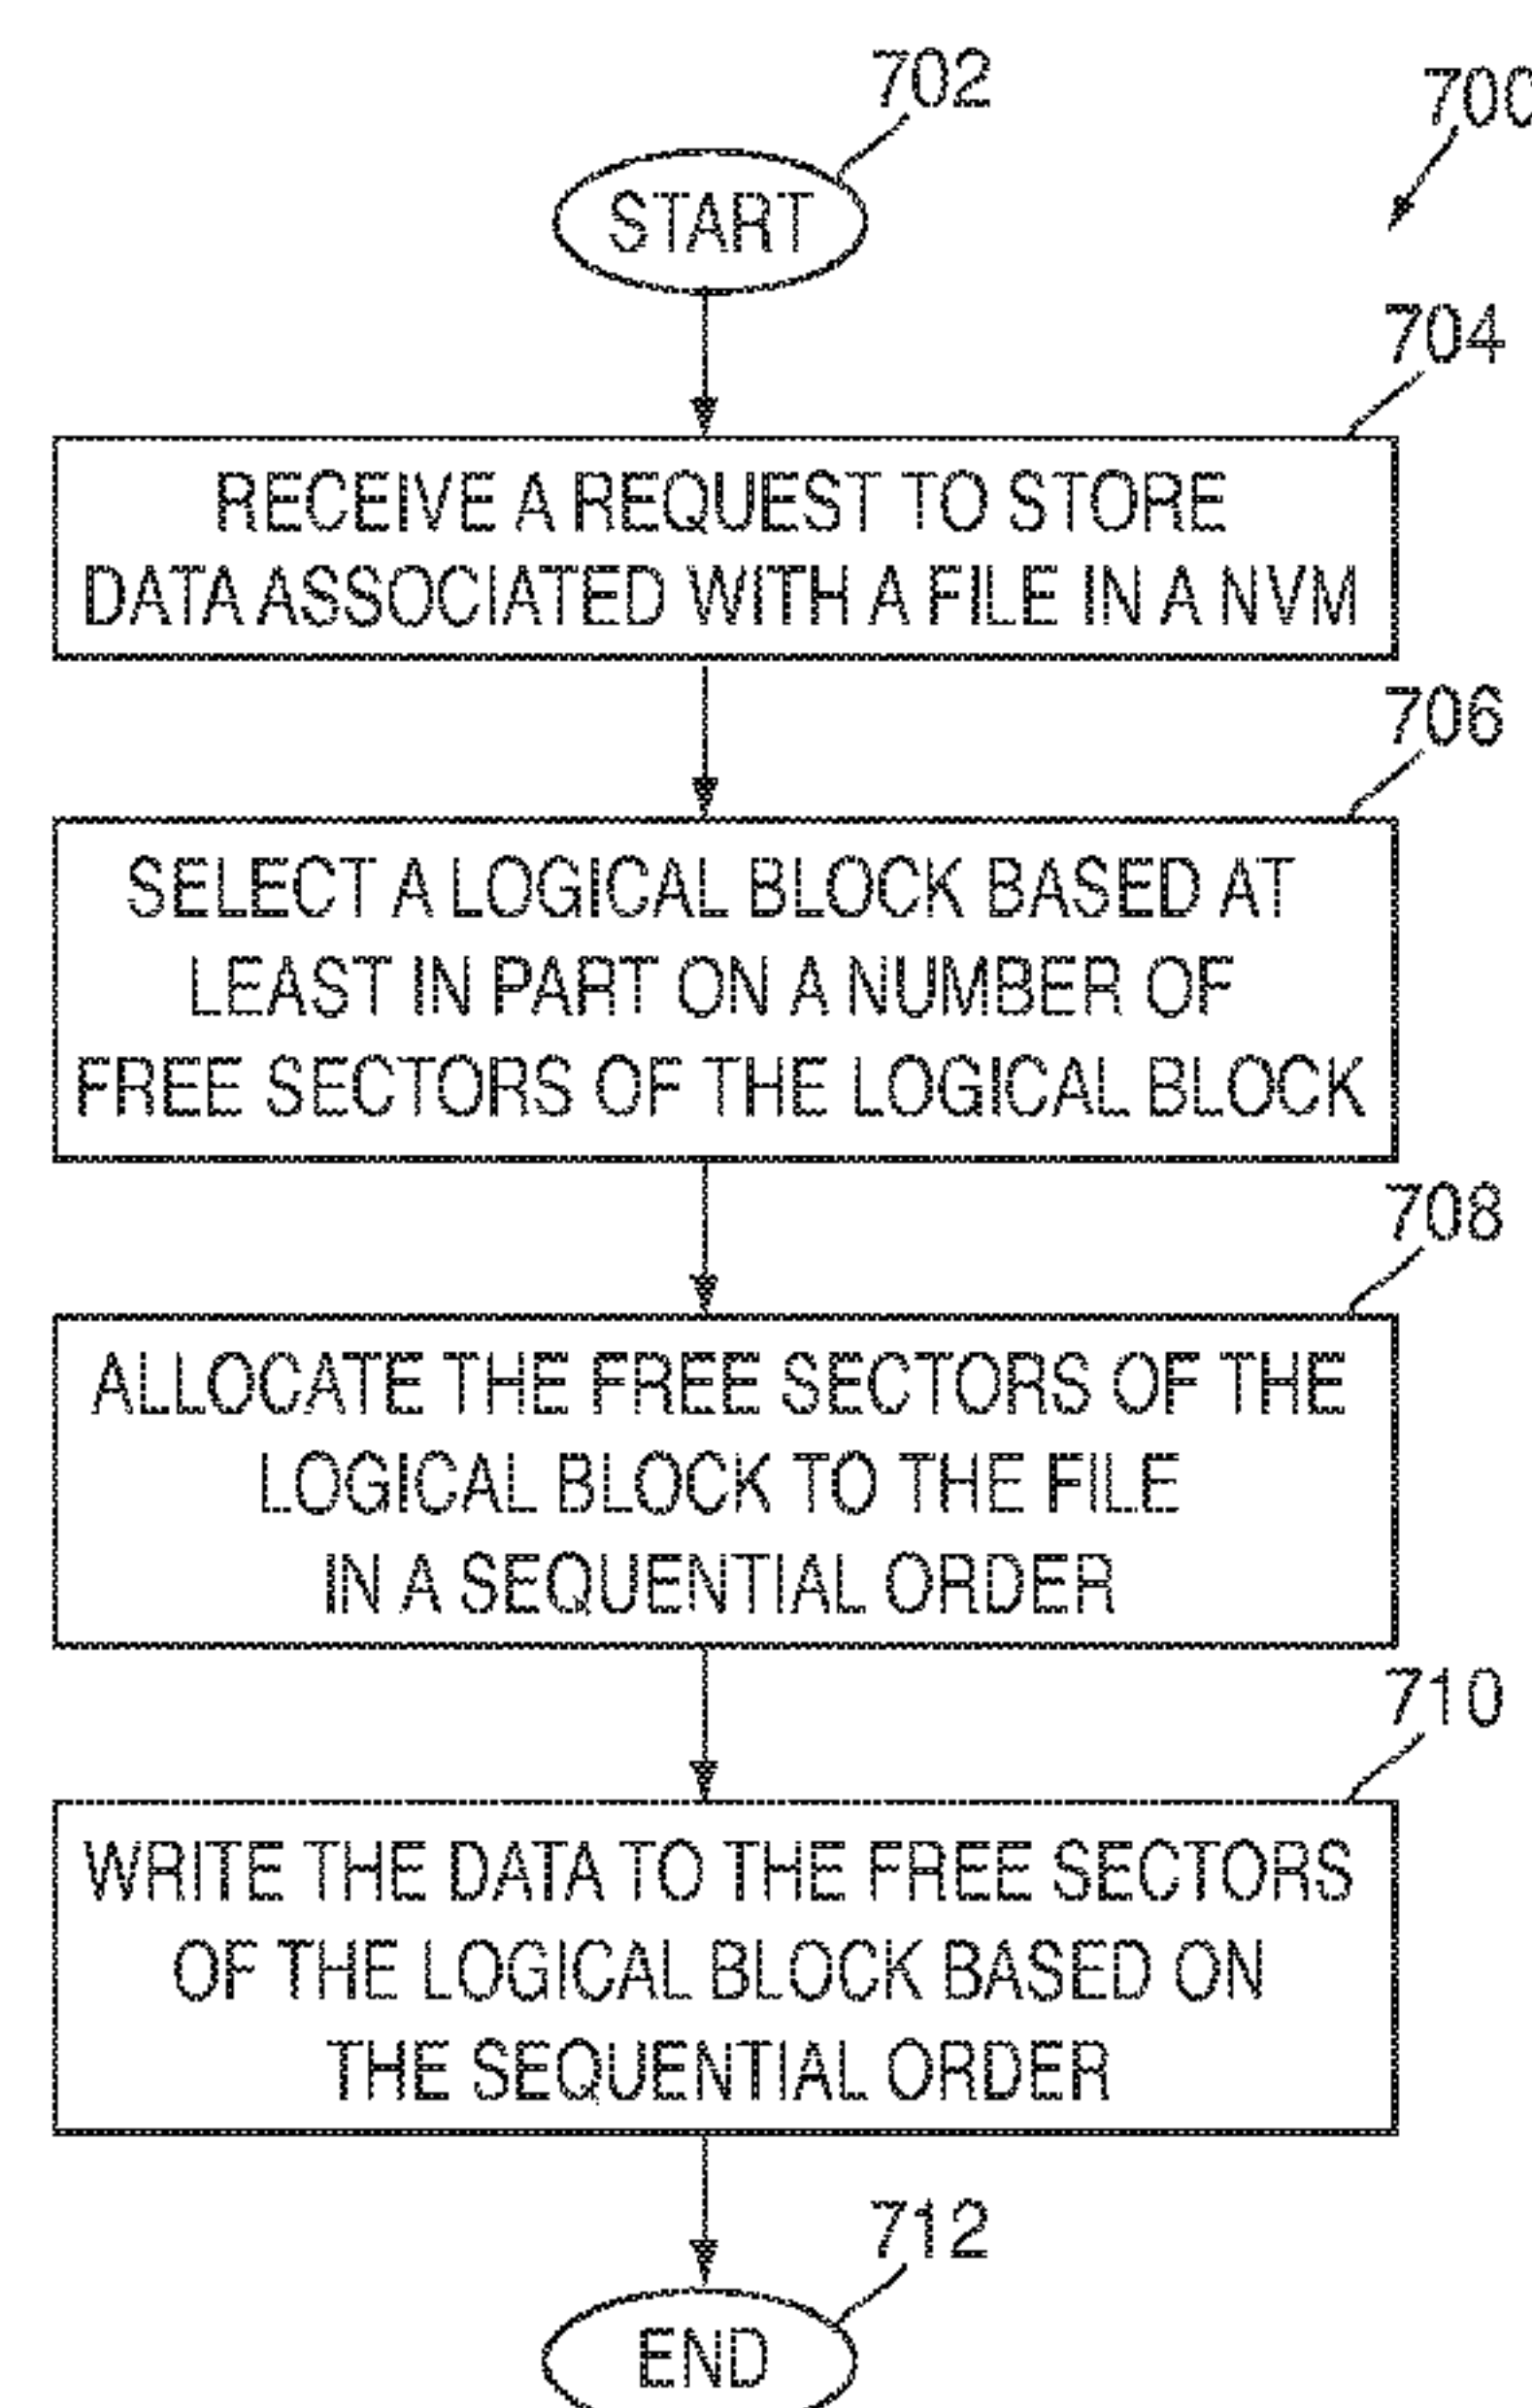 702
700
START
704
RECEIVE A REQUEST TO STORE
DATA ASSOCIATED WITH A FILE IN A NVM
706
SELECT A LOGICAL BLOCK BASED AT
LEAST IN PART ON A NUMBER OF
FREE SECTORS OF THE LOGICAL BLOCK
708
ALLOCATE THE FREE SECTORS OF THE
LOGICAL BLOCK TO THE FILE
IN A SEQUENTIAL ORDER
710
WRITE THE DATA TO THE FREE SECTORS
OF THE LOGICAL BLOCK BASED ON
THE SEQUENTIAL ORDER
712
END